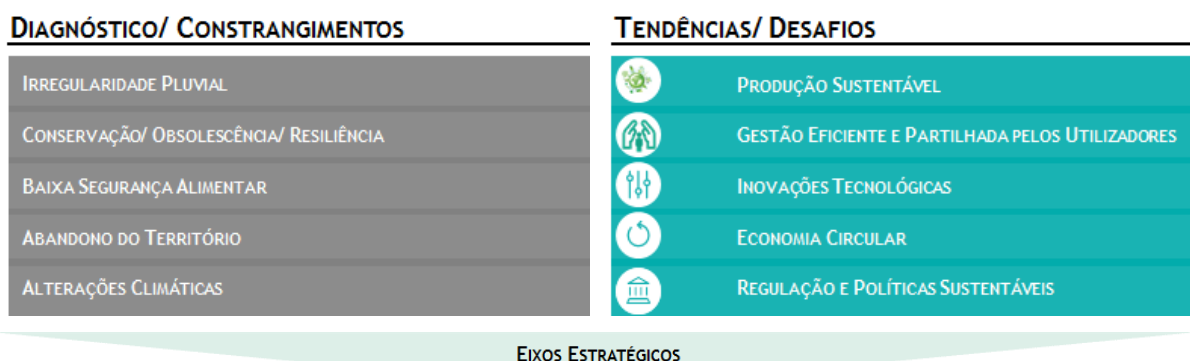 Diagnóstico/ Constrangimentos
Irregularidade Pluvial
Conservação/ Obsolescência/ Resiliência
Baixa Segurança Alimentar
Abandono do Território
Alterações Climáticas
Tendências/ Desafios
Produção Sustentável
Gestão Eficiente e Partilhada pelos Utilizadores
Inovações Tecnológicas
Economia Circular
Regulação e Políticas Sustentáveis
Eixos Estratégicos